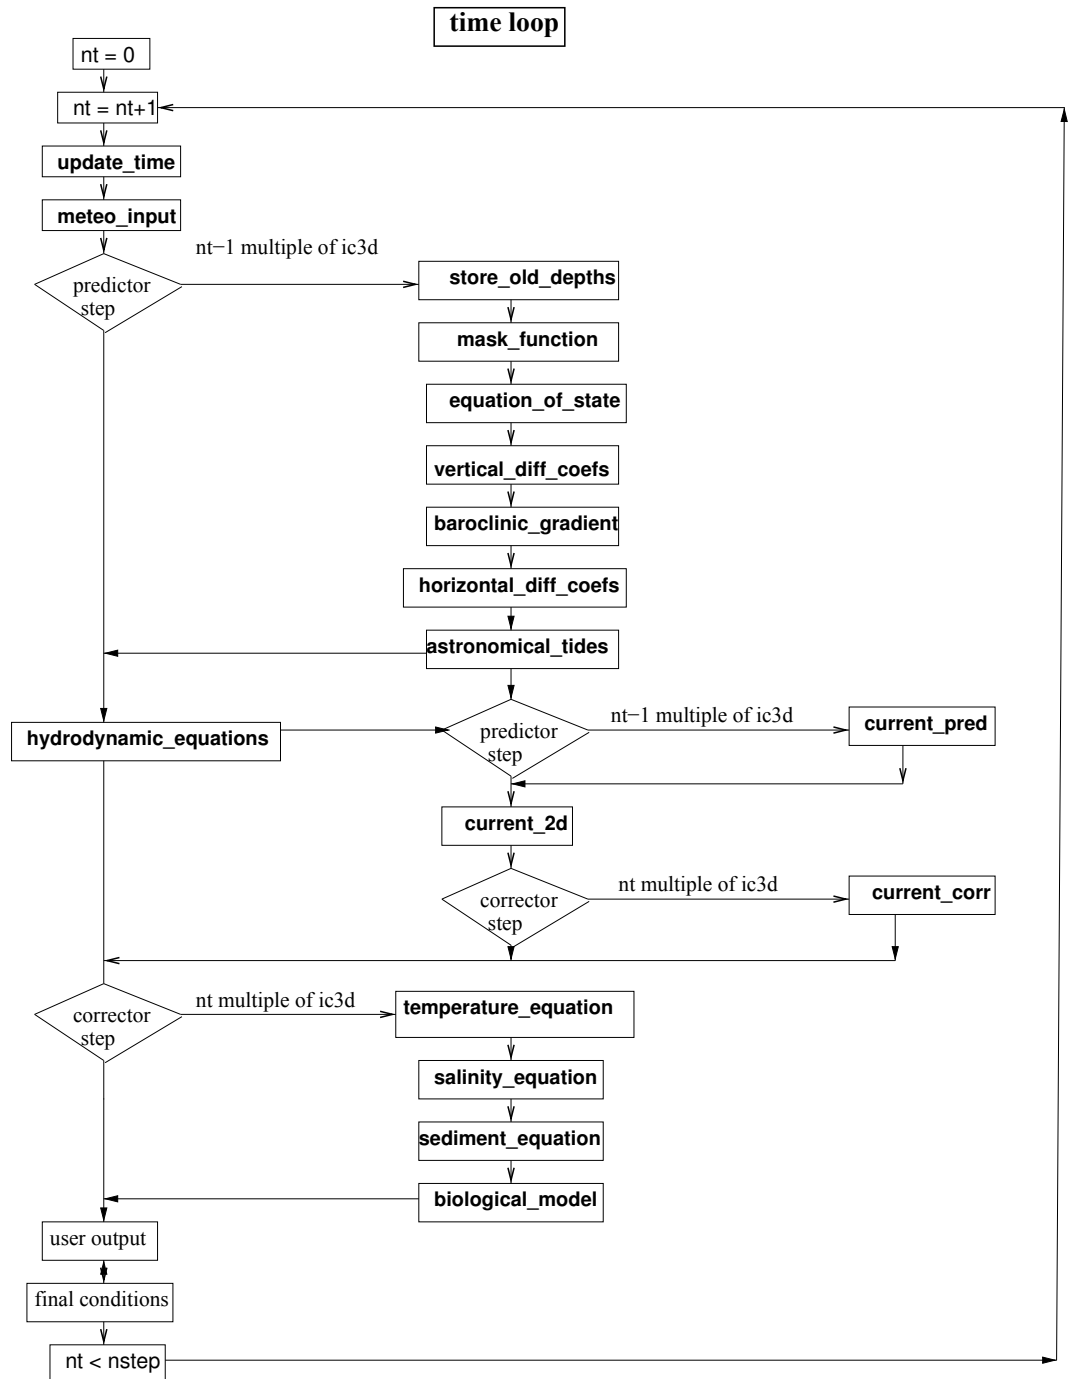 time loop
nt = 0
nt = nt+1
update_time
meteo_input
nt−1 multiple of ic3d
predictor
step
store_old_depths
mask_function
equation_of_state
vertical_diff_coefs
baroclinic_gradient
horizontal_diff_coefs
astronomical_tides
hydrodynamic_equations
predictor
step
nt−1 multiple of ic3d
current_pred
current_2d
corrector
step
nt multiple of ic3d
current_corr
corrector
step
nt multiple of ic3d
temperature_equation
salinity_equation
sediment_equation
biological_model
user output
final conditions
nt < nstep